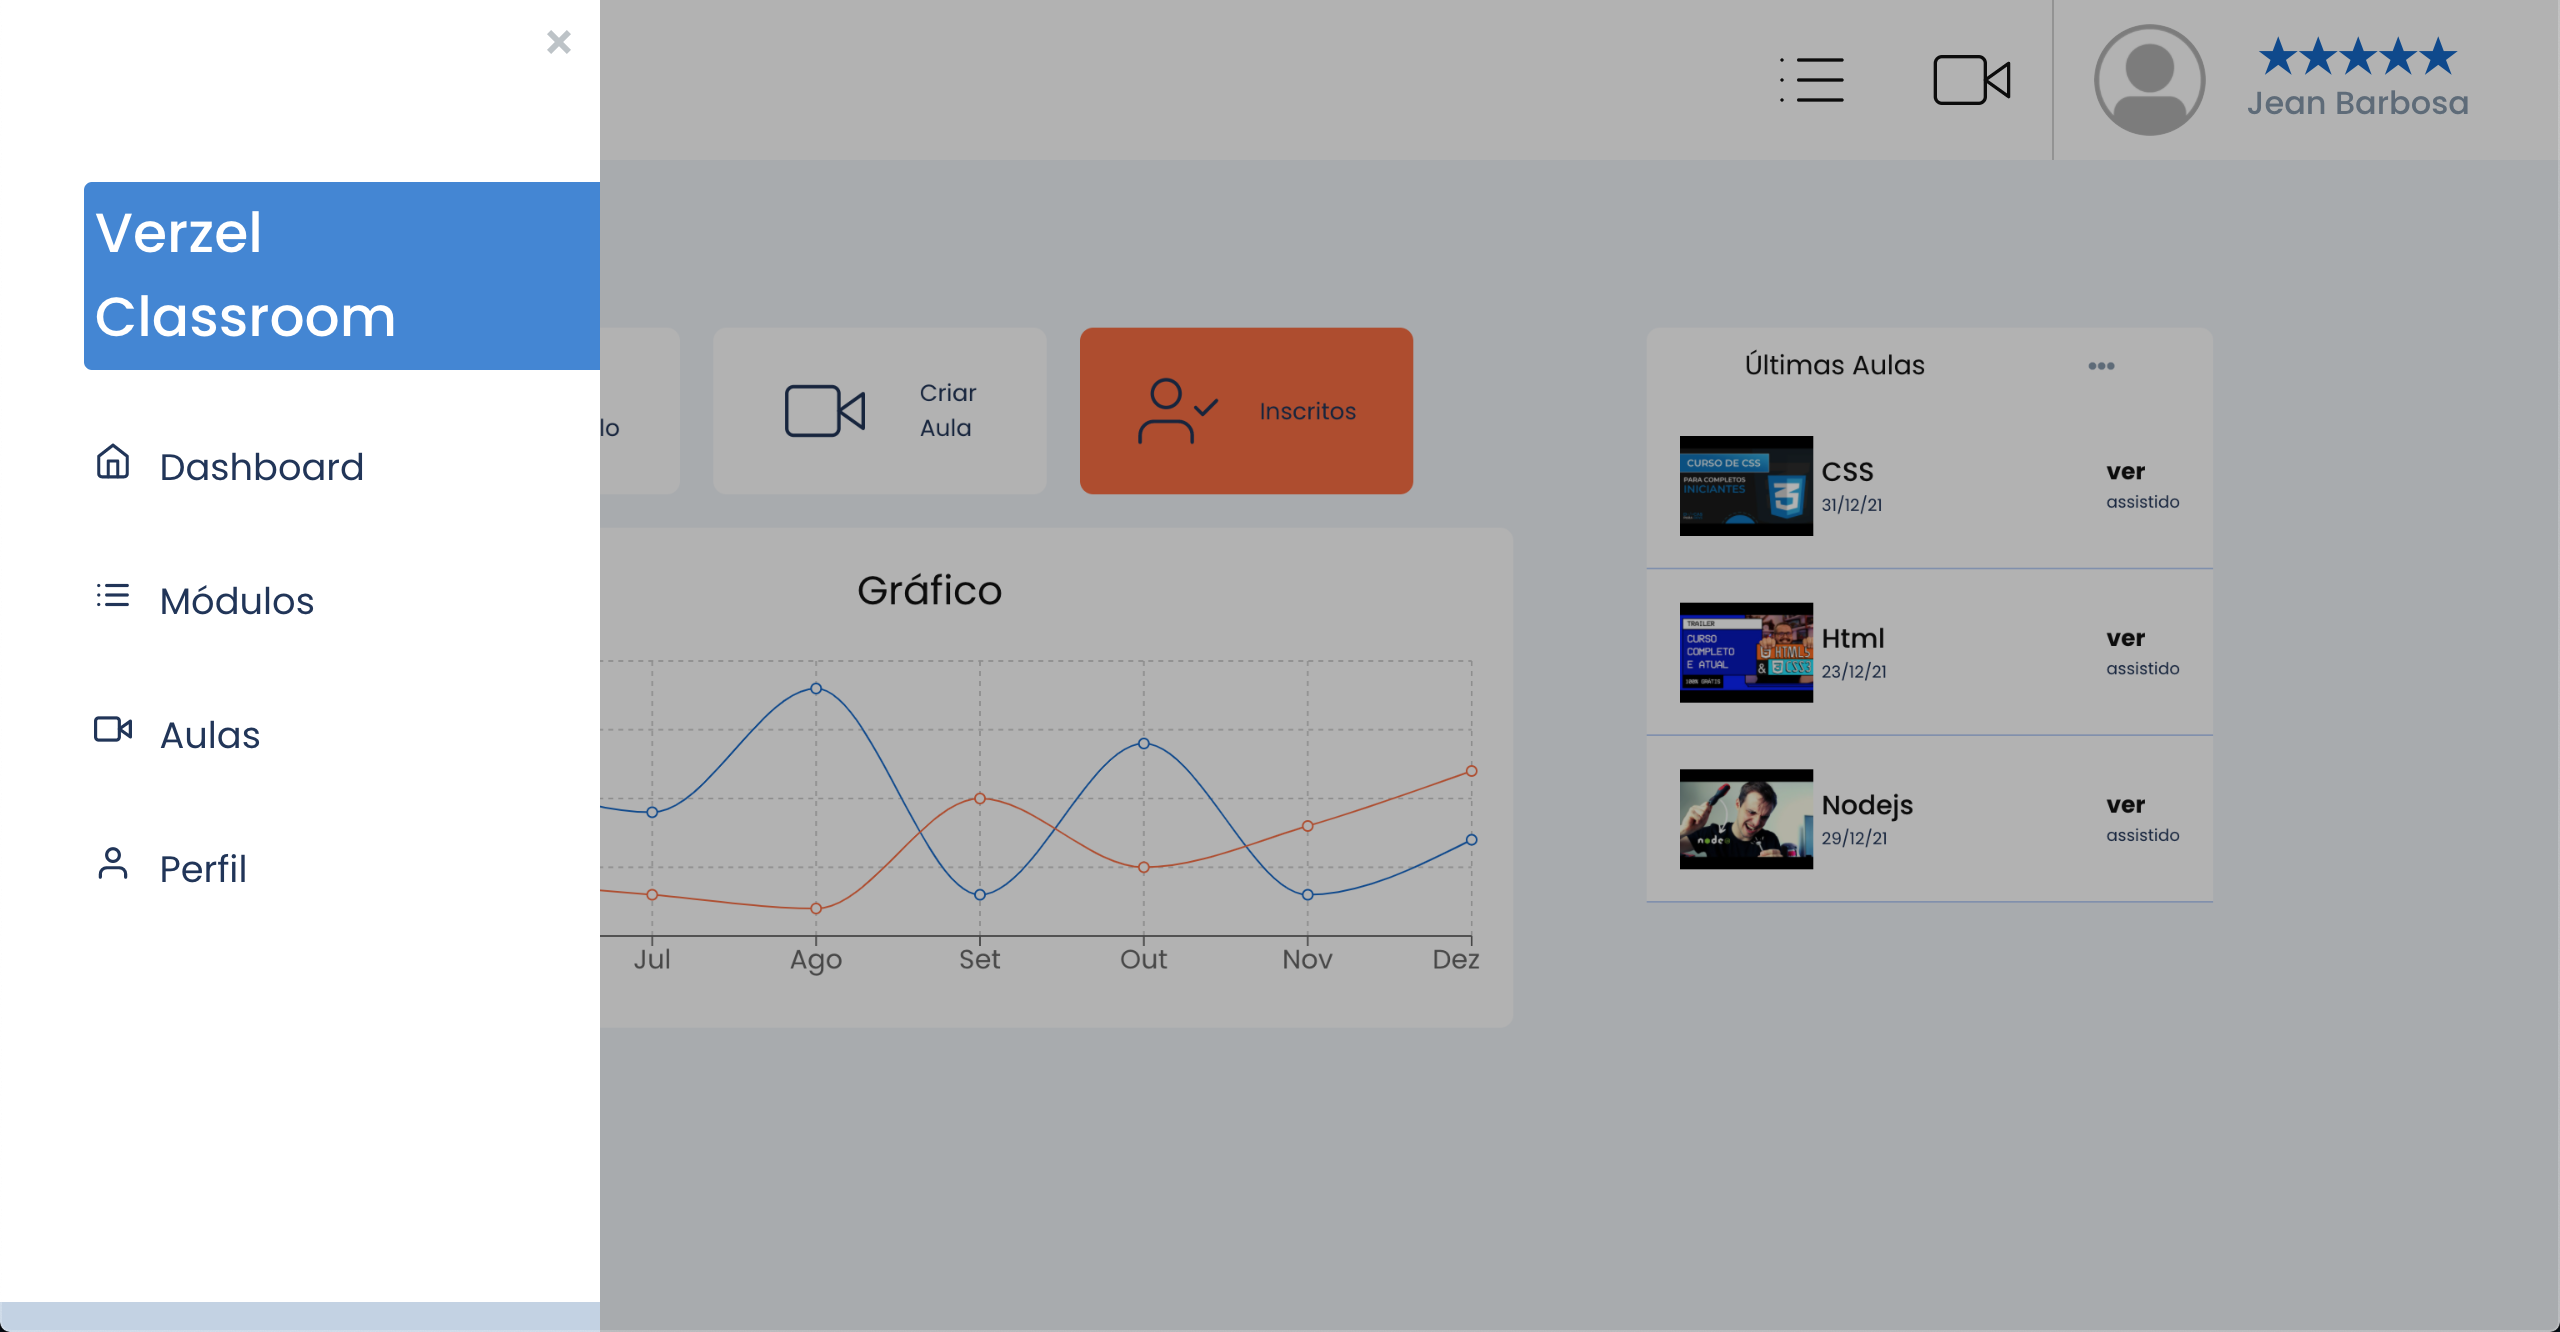 ×
Verzel
Classroom
Dashboard
Módulos
Aulas
Perfil
Jean Barbosa
lo
Criar
Aula
Inscritos
Gráfico
Jul
Ago
Set
Out
Nov
Dez
Últimas Aulas
CURSO DE CSS
PARA COMPLETOS
INICIANTES
CSS
31/12/21
ver
assistido
TRAILER
CURSO
COMPLETO
E ATUAL
100% GRÁTIS
HTML5
& CSS3
Html
23/12/21
ver
assistido
node
Nodejs
29/12/21
ver
assistido